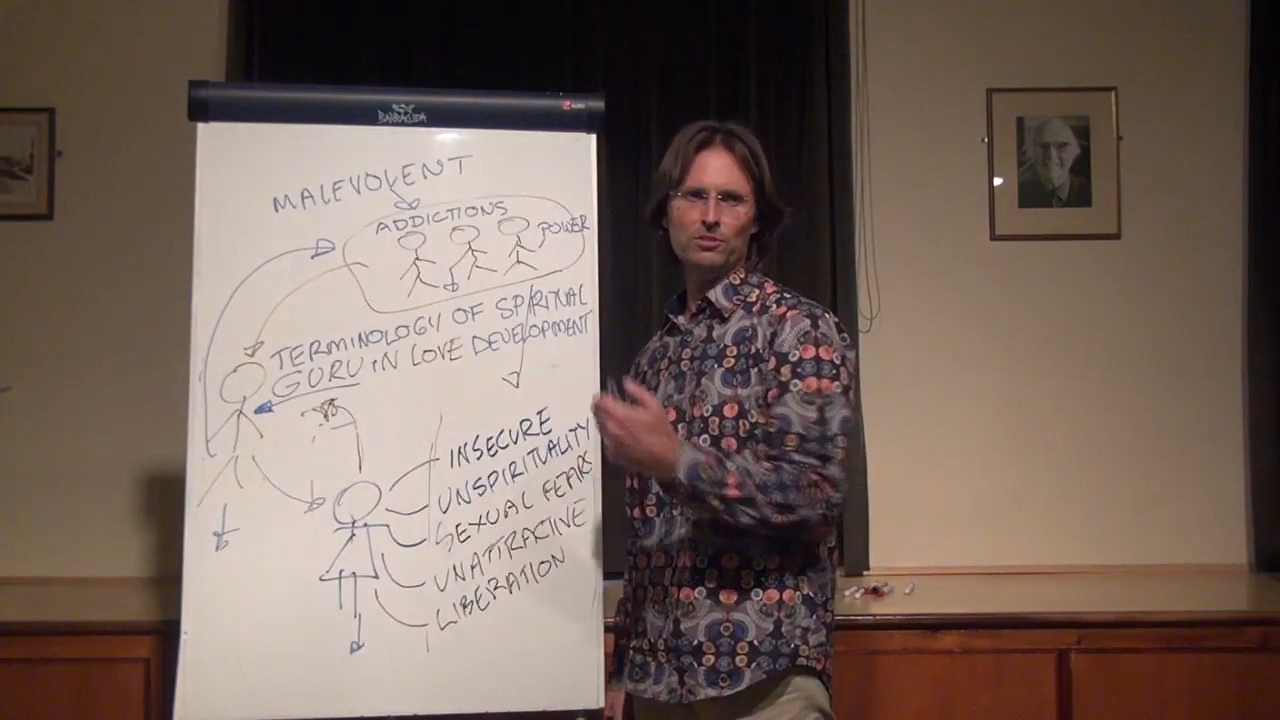 BARRACUDA
MALEVOLENT
ADDICTIONS
POWER
TERMINOLOGY OF SPIRITUAL
GURU IN LOVE DEVELOPMENT
INSECURE
UNSPIRITUALITY
SEXUAL FEAR
UNATTRACTIVE
LIBERATION